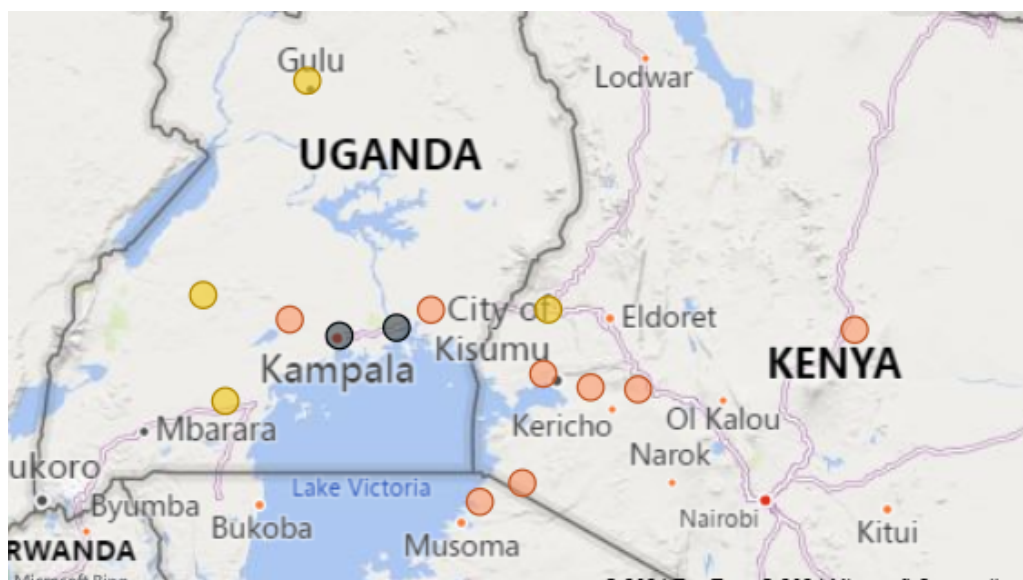 Gulu
Lodwar
UGANDA
City of
Kisumu
Eldoret
Kampala
KENYA
Mbarara
Kericho
Ol Kalou
Narok
ukoro
Byumba
Lake Victoria
Bukoba
Musoma
Nairobi
Kitui
RWANDA